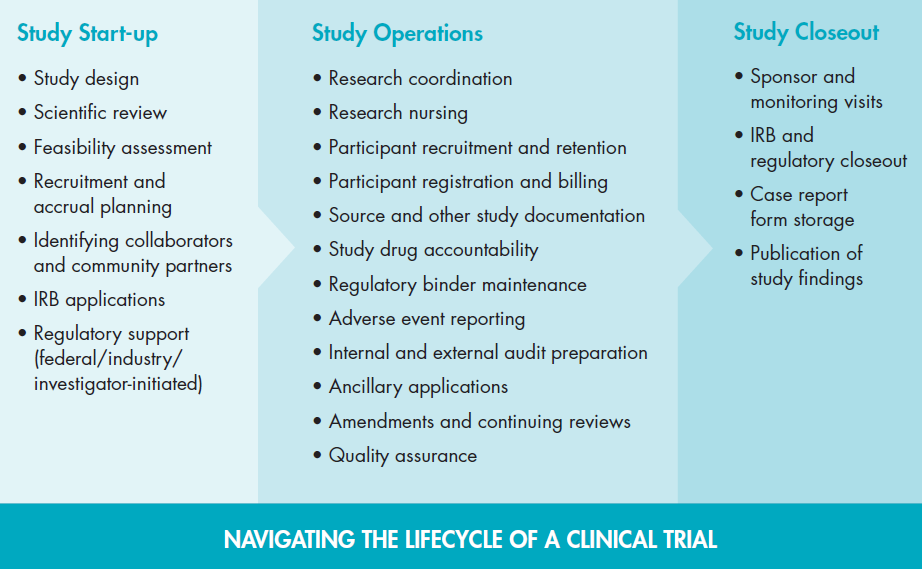 Study Start-up
• Study design
• Scientific review
• Feasibility assessment
• Recruitment and
accrual planning
• Identifying collaborators
and community partners
• IRB applications
• Regulatory support
(federal/industry/
investigator-initiated)
Study Operations
• Research coordination
• Research nursing
• Participant recruitment and retention
• Participant registration and billing
• Source and other study documentation
• Study drug accountability
• Regulatory binder maintenance
• Adverse event reporting
• Internal and external audit preparation
• Ancillary applications
• Amendments and continuing reviews
• Quality assurance
Study Closeout
• Sponsor and
monitoring visits
• IRB and
regulatory closeout
• Case report
form storage
• Publication of
study findings
NAVIGATING THE LIFECYCLE OF A CLINICAL TRIAL